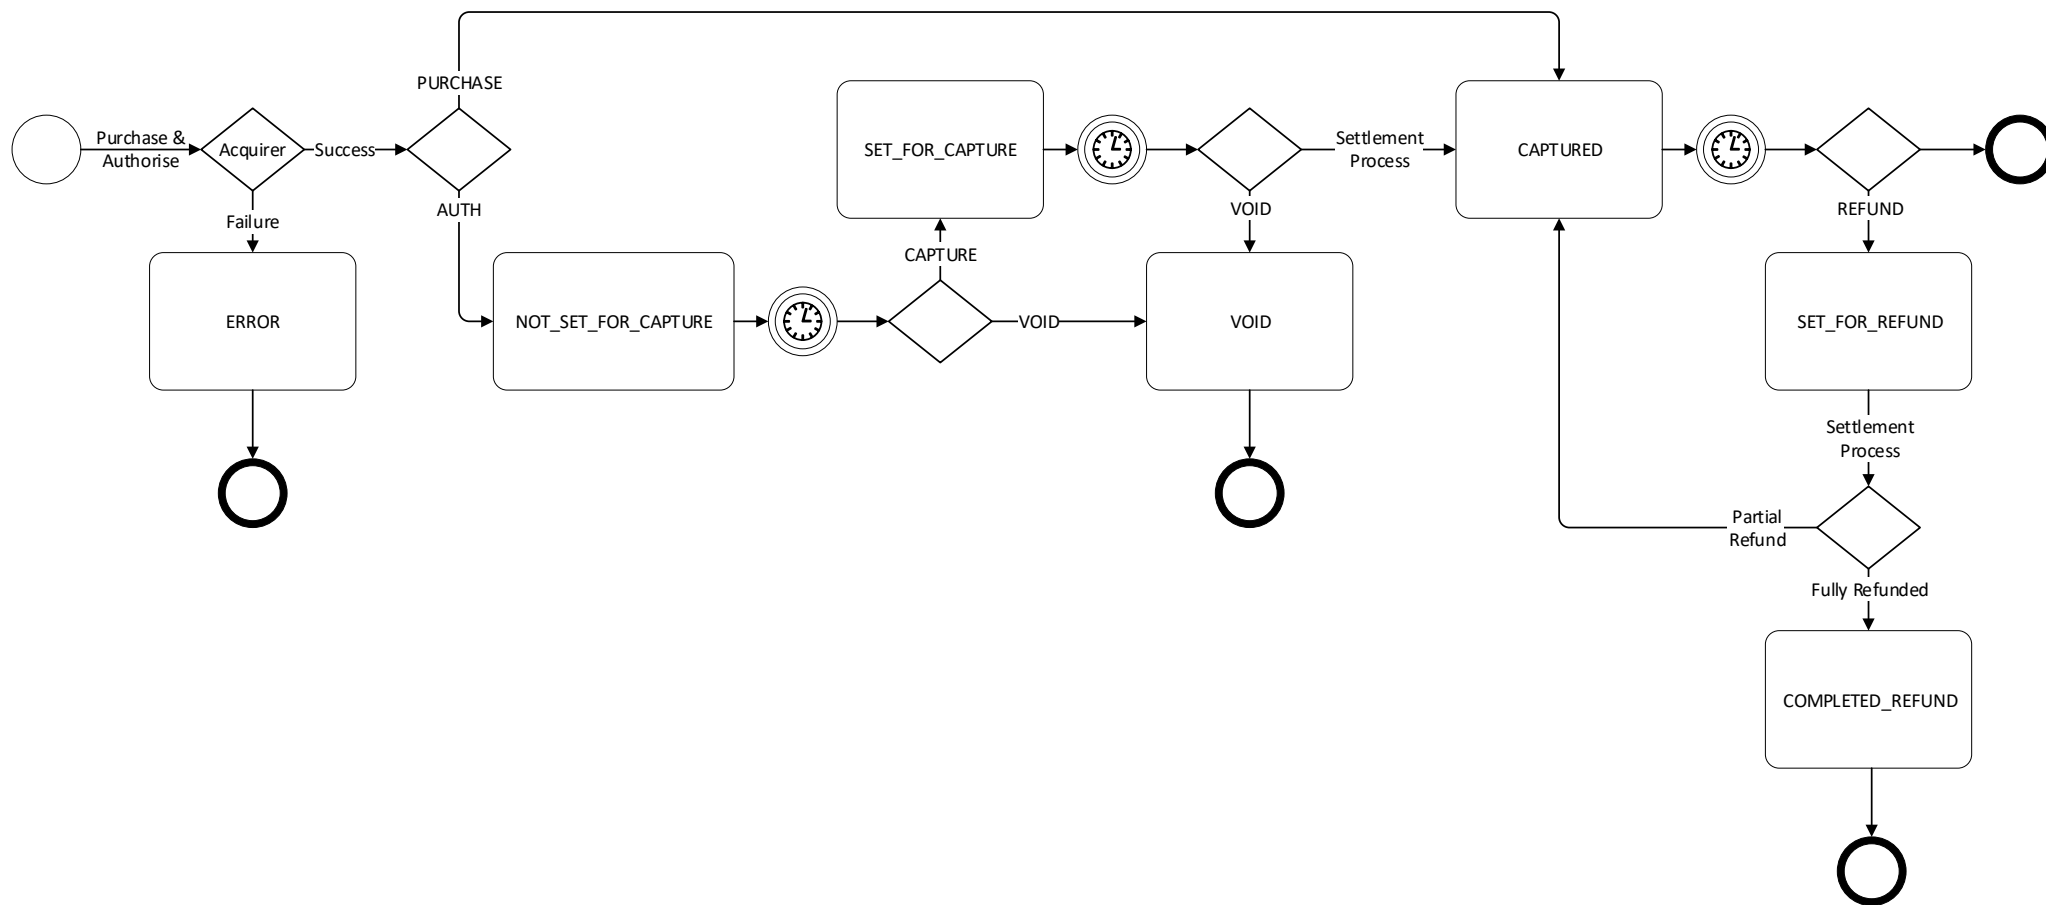 PURCHASE
Purchase &
Authorise
Acquirer
Success
SET_FOR_CAPTURE
Settlement
Process
CAPTURED
Failure
AUTH
CAPTURE
VOID
REFUND
ERROR
NOT_SET_FOR_CAPTURE
VOID
VOID
SET_FOR_REFUND
Settlement
Process
Partial
Refund
Fully Refunded
COMPLETED_REFUND